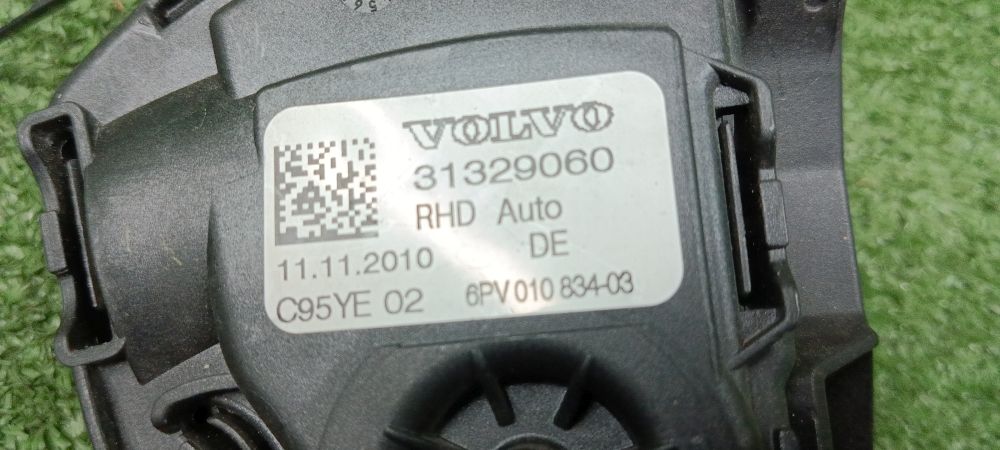 VOLVO
31329060
RHD Auto
DE
11.11.2010
C95YE 02
6PV 010 834-03